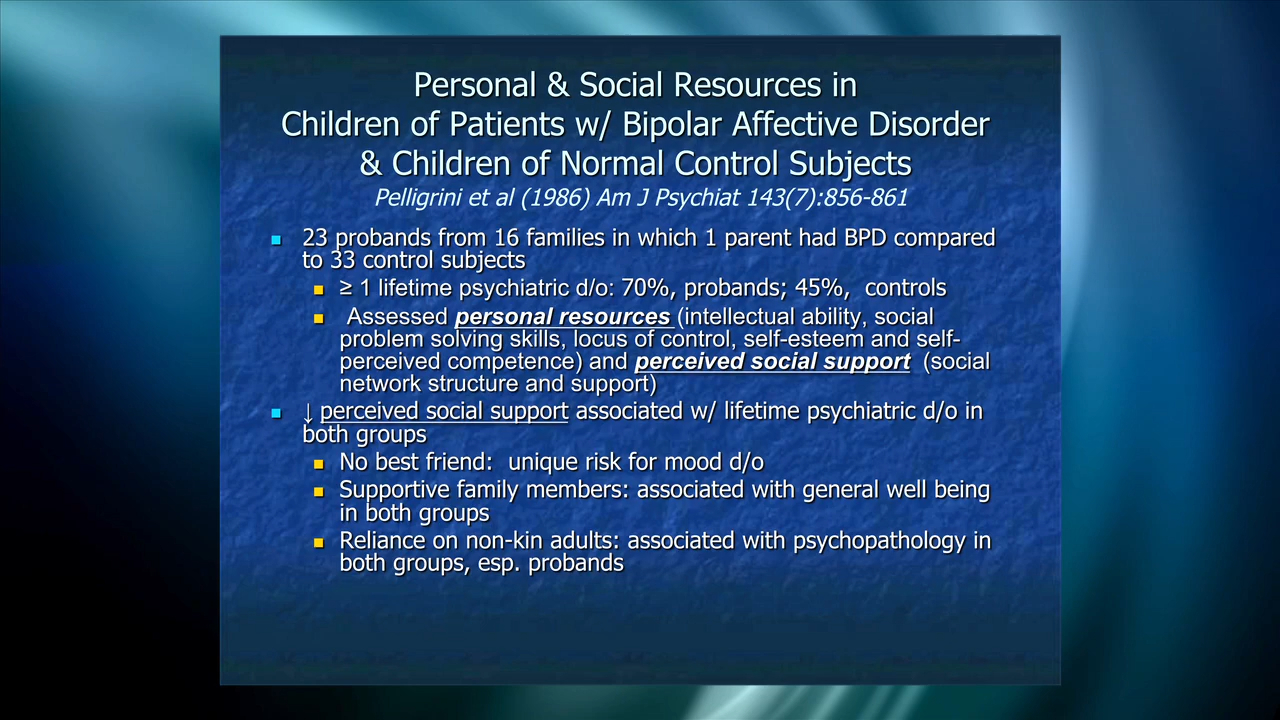 Personal & Social Resources in
Children of Patients w/ Bipolar Affective Disorder
& Children of Normal Control Subjects
Pelligrini et al (1986) Am J Psychiat 143(7):856-861
23 probands from 16 families in which 1 parent had BPD compared
to 33 control subjects
≥ 1 lifetime psychiatric d/o: 70%, probands; 45%, controls
Assessed personal resources (intellectual ability, social
problem solving skills, locus of control, self-esteem and self-
perceived competence) and perceived social support (social
network structure and support)
↓ perceived social support associated w/ lifetime psychiatric d/o in
both groups
No best friend: unique risk for mood d/o
Supportive family members: associated with general well being
in both groups
Reliance on non-kin adults: associated with psychopathology in
both groups, esp. probands